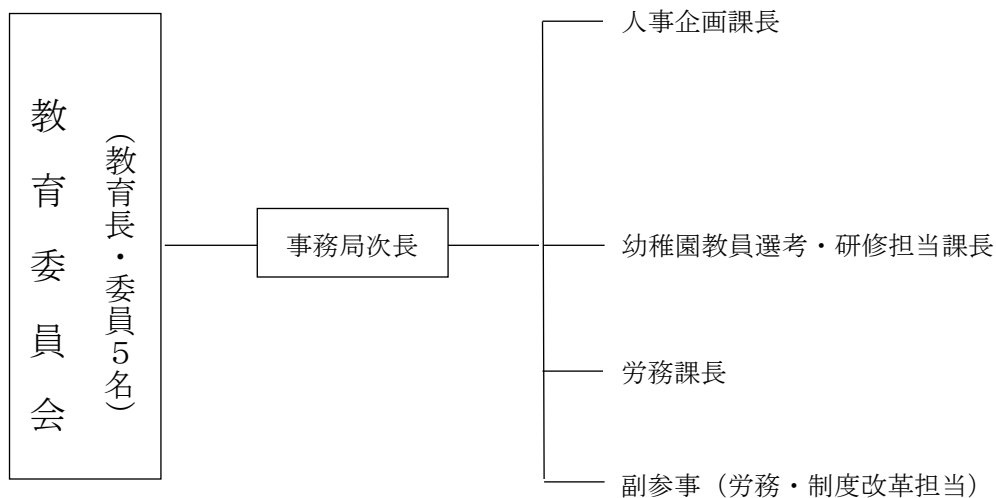 教育委員会
（教育長・委員５名）
事務局次長
人事企画課長
幼稚園教員選考・研修担当課長
労務課長
副参事（労務・制度改革担当）